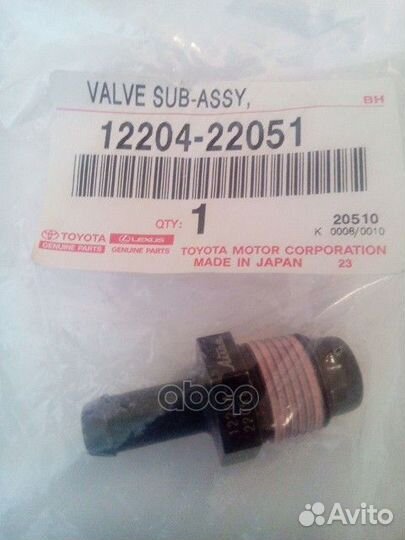 VALVE SUB-ASSY,
BH
12204-22051
QTY: 1
20510
K 0006/0010
TOYOTA
GENUINE PARTS
LEXUS
GENUINE PARTS
TOYOTA MOTOR CORPORATION
MADE IN JAPAN 23
abcp
Avito